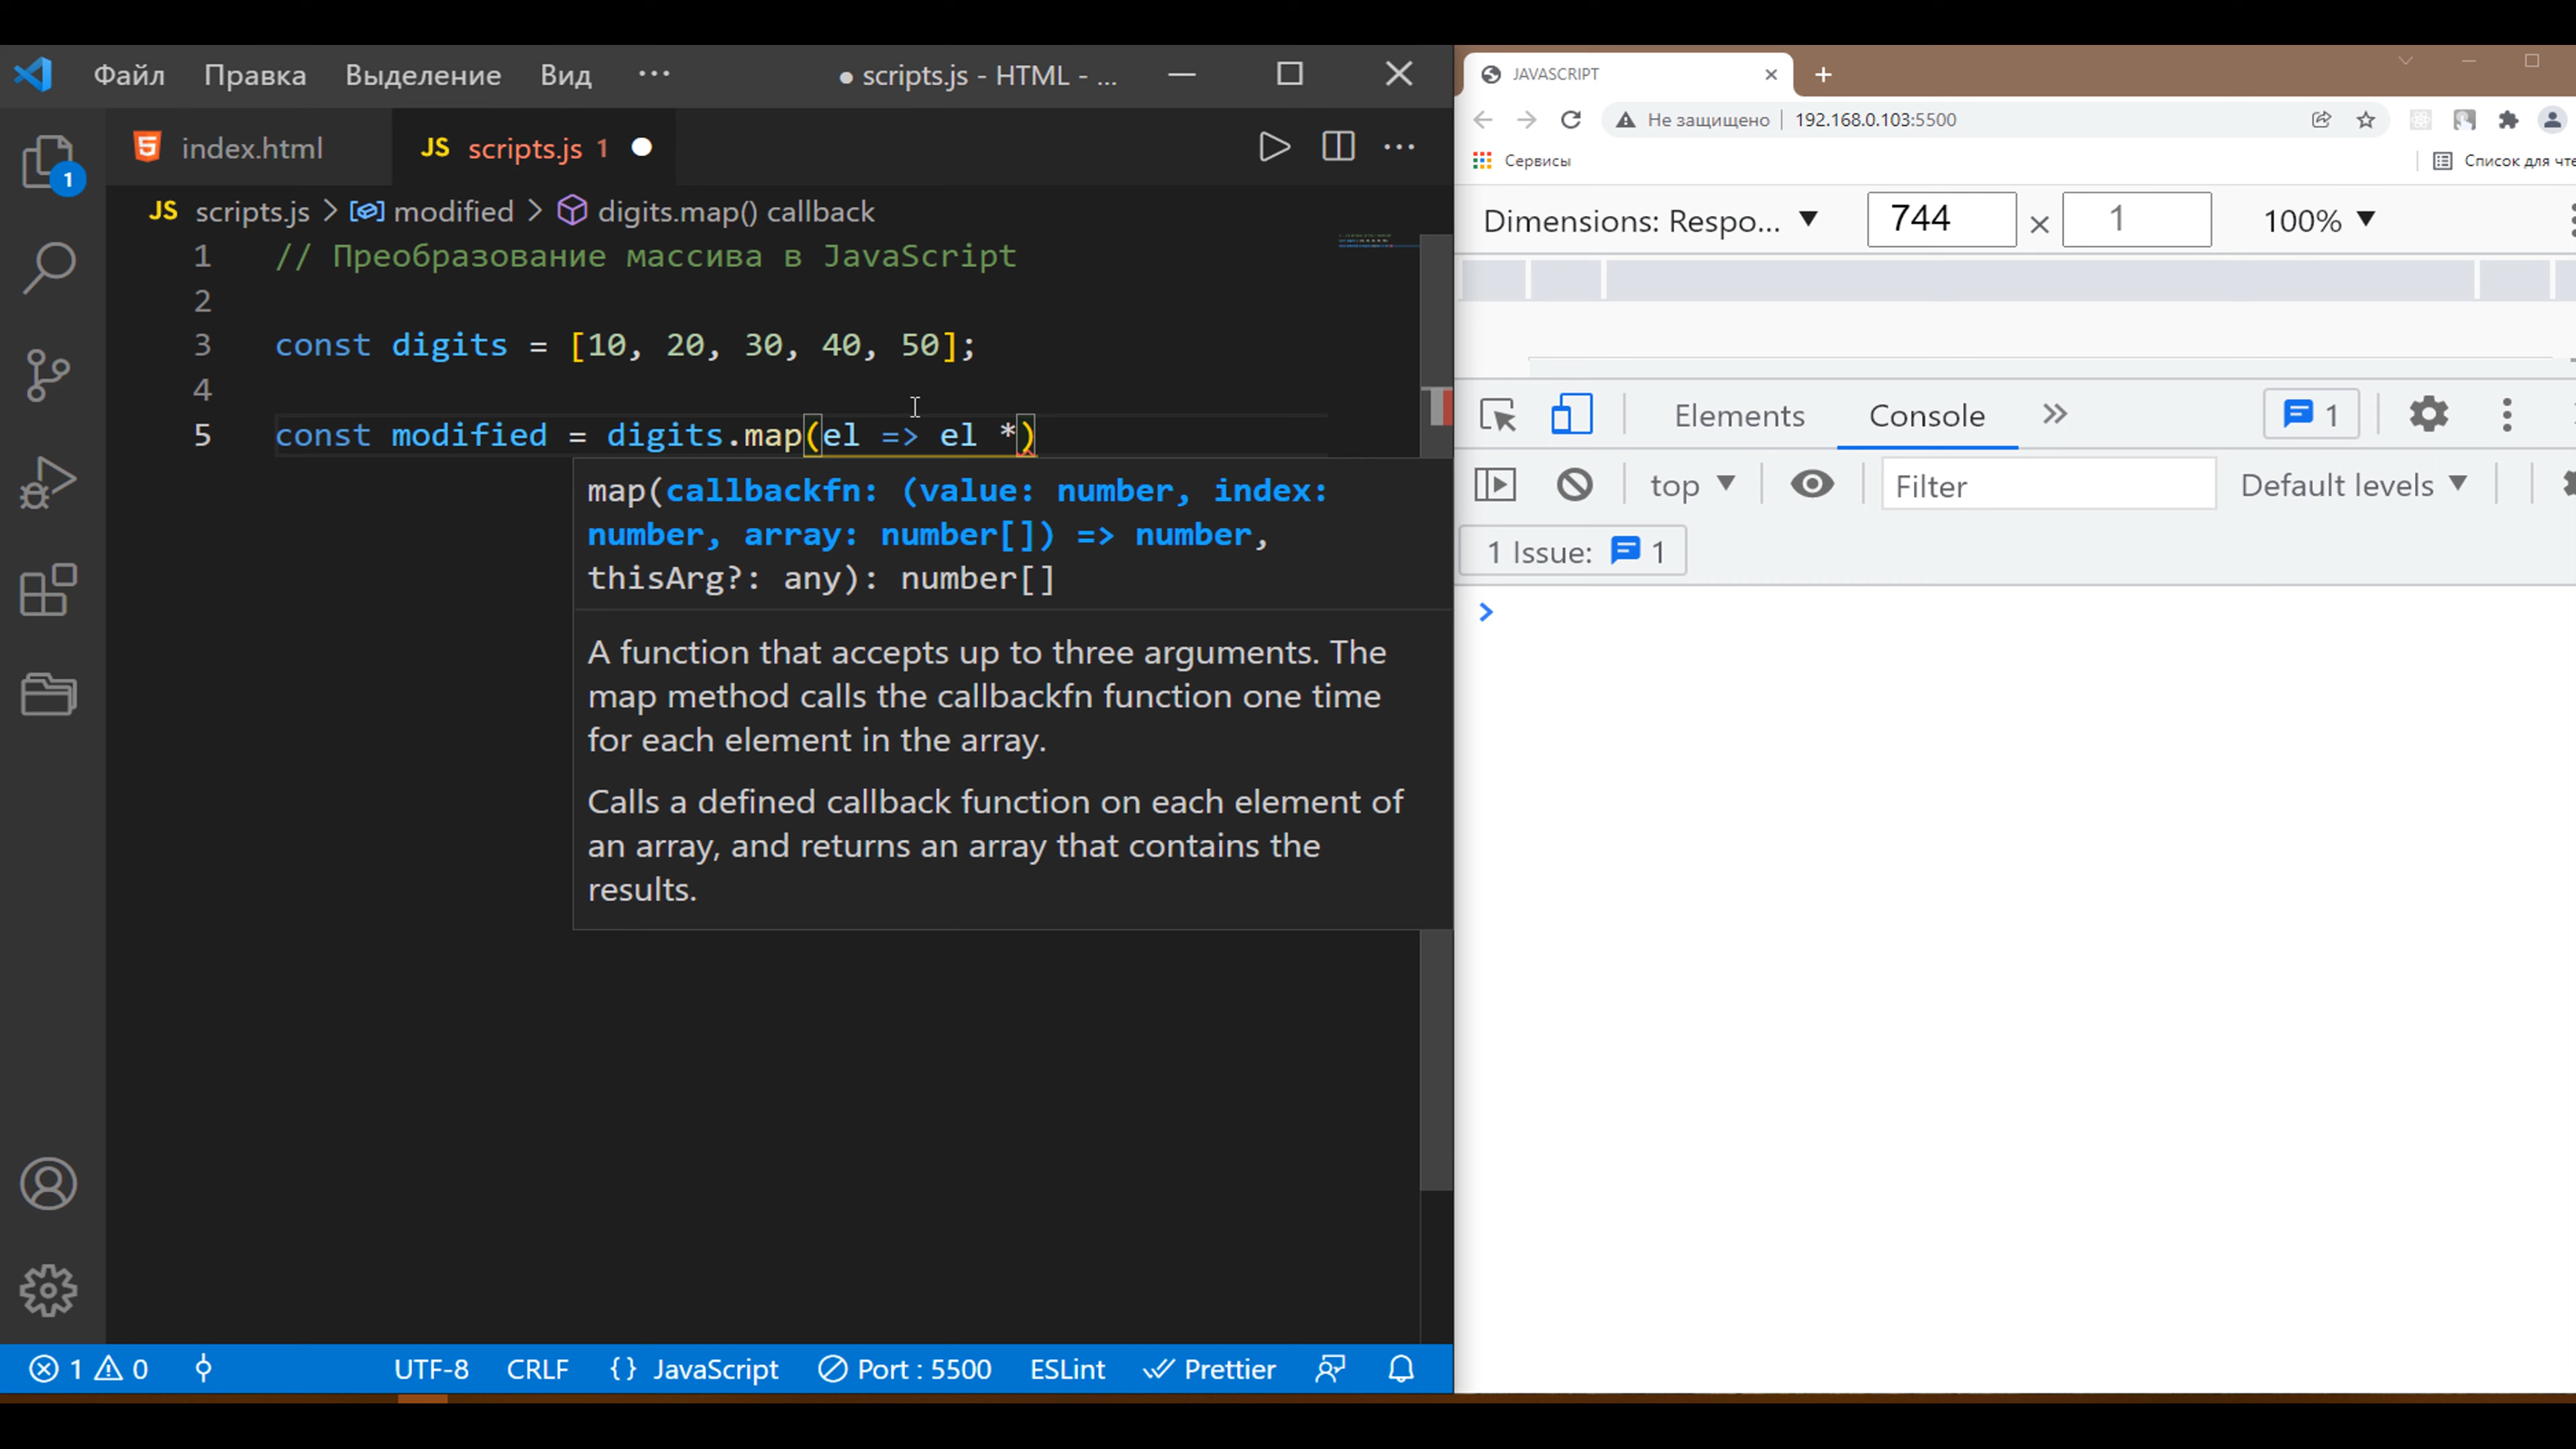 Файл Правка Выделение Вид ··· ● scripts.js - HTML - ...
index.html JS scripts.js 1
JS scripts.js > modified > digits.map() callback
1 // Преобразование массива в JavaScript
2
3 const digits = [10, 20, 30, 40, 50];
4
5 const modified = digits.map(el => el *)
map(callbackfn: (value: number, index:
number, array: number[]) => number,
thisArg?: any): number[]
A function that accepts up to three arguments. The
map method calls the callbackfn function one time
for each element in the array.
Calls a defined callback function on each element of
an array, and returns an array that contains the
results.
1
1 0 UTF-8 CRLF {} JavaScript Port : 5500 ESLint Prettier
JAVASCRIPT
Не защищено 192.168.0.103:5500
Сервисы Список для чте
Dimensions: Respo... 744 × 1 100%
Elements Console 1
top Filter Default levels
1 Issue: 1
>